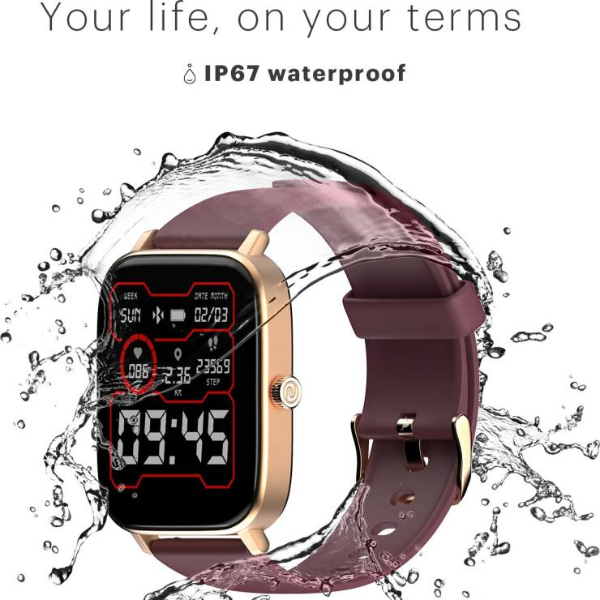 Your life, on your terms
IP67 waterproof
WEEK
DATE MONTH
SUN
02/03
086
2.36
23569
KM
STEP
09:45